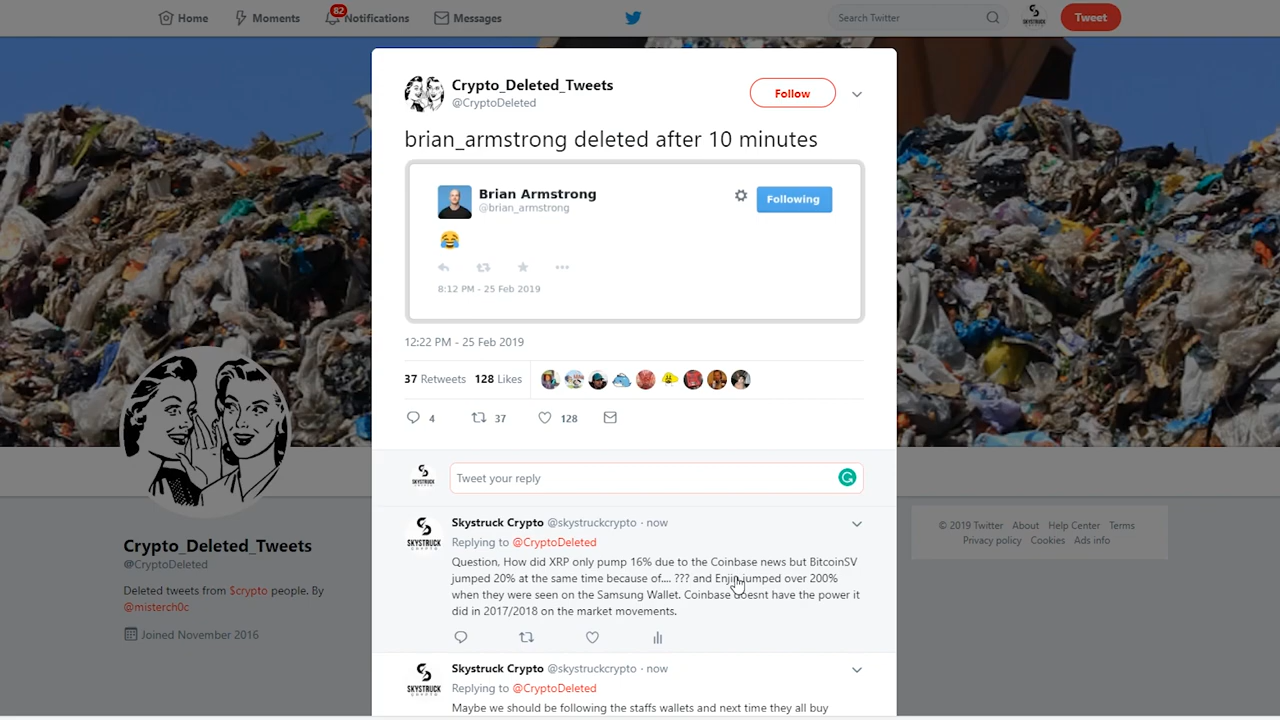 Home
Moments
82
Notifications
Messages
Search Twitter
SKYSTRUCK
Tweet
Crypto_Deleted_Tweets
@CryptoDeleted
Follow
brian_armstrong deleted after 10 minutes
Brian Armstrong
@brian_armstrong
Following
😂
8:12 PM - 25 Feb 2019
12:22 PM - 25 Feb 2019
37 Retweets 128 Likes
4
37
128
SKYSTRUCK
Tweet your reply
SKYSTRUCK
CRYPTO
Skystruck Crypto @skystruckcrypto · now
Replying to @CryptoDeleted
Question. How did XRP only pump 16% due to the Coinbase news but BitcoinSV
jumped 20% at the same time because of.... ??? and Enjin jumped over 200%
when they were seen on the Samsung Wallet. Coinbase doesnt have the power it
did in 2017/2018 on the market movements.
SKYSTRUCK
CRYPTO
Skystruck Crypto @skystruckcrypto · now
Replying to @CryptoDeleted
Maybe we should be following the staffs wallets and next time they all buy
Crypto_Deleted_Tweets
@CryptoDeleted
Deleted tweets from $crypto people. By
@misterch0c
Joined November 2016
© 2019 Twitter About Help Center Terms
Privacy policy Cookies Ads info